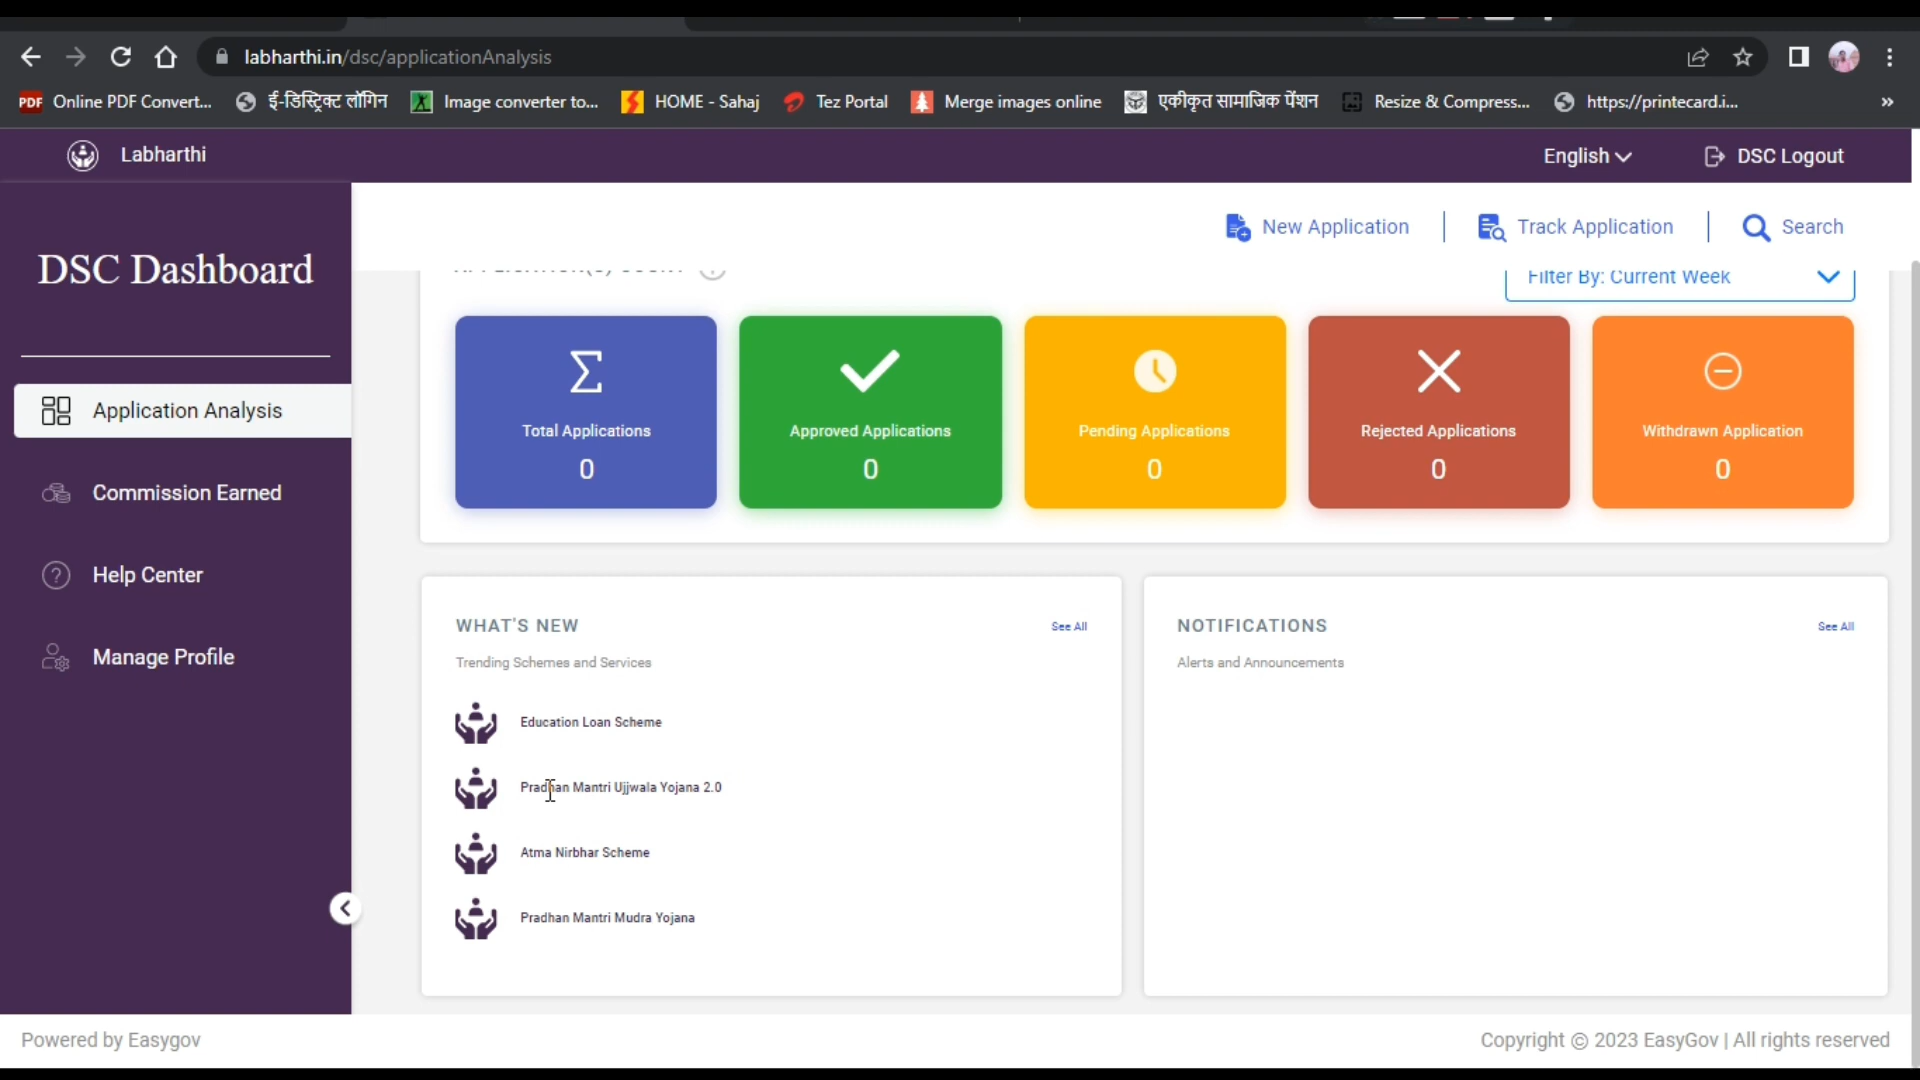 labharthi.in/dsc/applicationAnalysis
PDF Online PDF Convert... ई-डिस्ट्रिक्ट लॉगिन Image converter to... HOME - Sahaj Tez Portal Merge images online एकीकृत सामाजिक पेंशन Resize & Compress... https://printecard.i... »
Labharthi English DSC Logout
New Application | Track Application | Search
DSC Dashboard
Filter By: Current Week
Application Analysis
Commission Earned
Help Center
Manage Profile
Total Applications
0
Approved Applications
0
Pending Applications
0
Rejected Applications
0
Withdrawn Application
0
WHAT'S NEW See All
Trending Schemes and Services
Education Loan Scheme
Pradhan Mantri Ujjwala Yojana 2.0
Atma Nirbhar Scheme
Pradhan Mantri Mudra Yojana
NOTIFICATIONS See All
Alerts and Announcements
Powered by Easygov
Copyright © 2023 EasyGov | All rights reserved